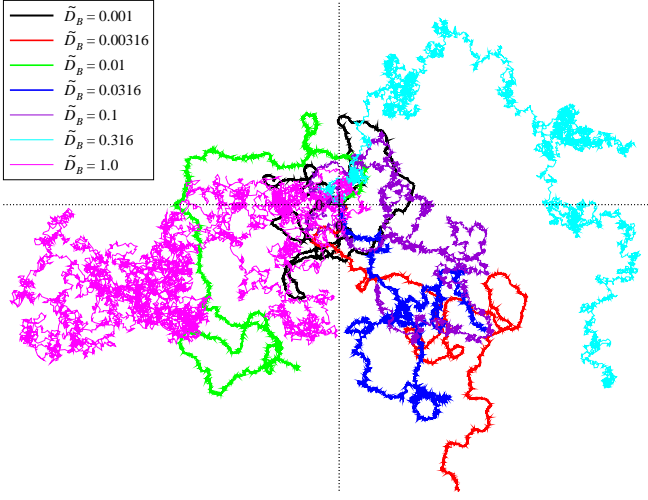 D̃_B = 0.001
D̃_B = 0.00316
D̃_B = 0.01
D̃_B = 0.0316
D̃_B = 0.1
D̃_B = 0.316
D̃_B = 1.0